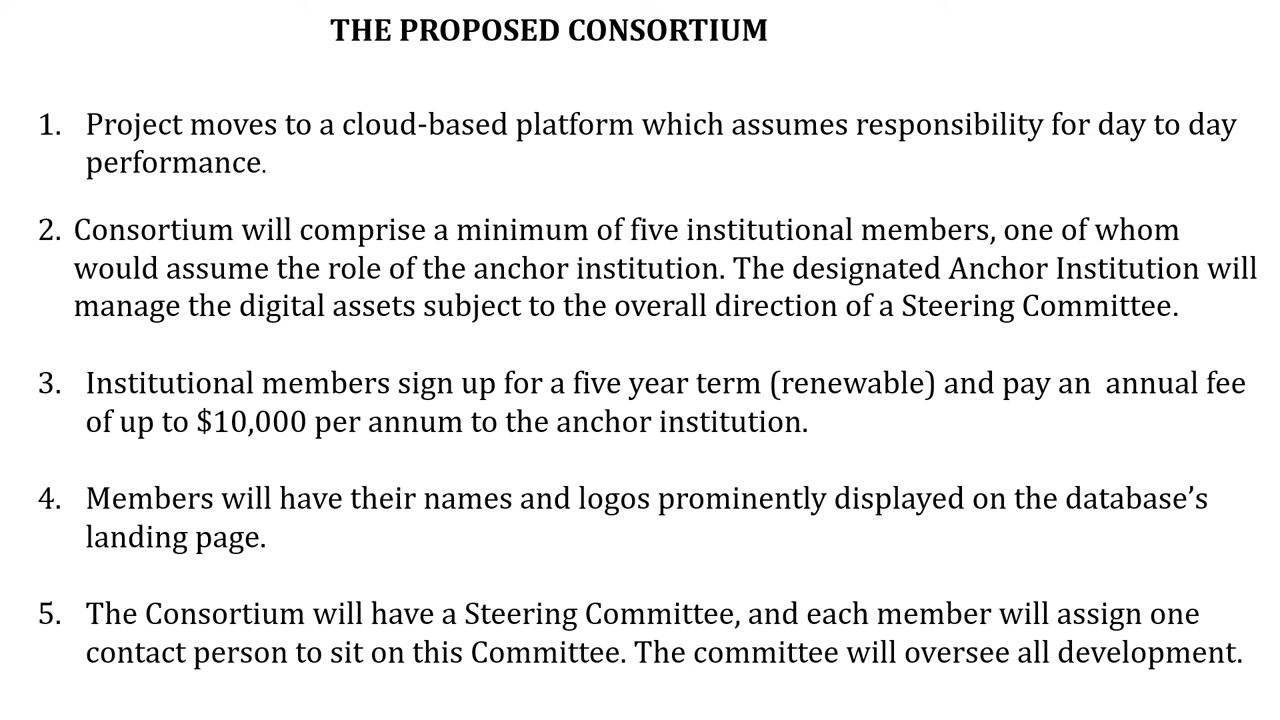 THE PROPOSED CONSORTIUM
1. Project moves to a cloud-based platform which assumes responsibility for day to day
performance.
2. Consortium will comprise a minimum of five institutional members, one of whom
would assume the role of the anchor institution. The designated Anchor Institution will
manage the digital assets subject to the overall direction of a Steering Committee.
3. Institutional members sign up for a five year term (renewable) and pay an  annual fee
of up to $10,000 per annum to the anchor institution.
4. Members will have their names and logos prominently displayed on the database’s
landing page.
5. The Consortium will have a Steering Committee, and each member will assign one
contact person to sit on this Committee. The committee will oversee all development.